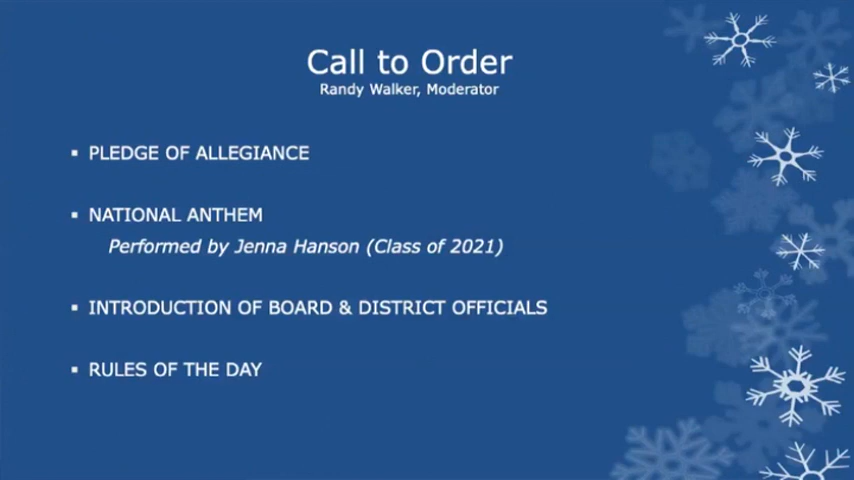 Call to Order
Randy Walker, Moderator
▪ PLEDGE OF ALLEGIANCE
▪ NATIONAL ANTHEM
Performed by Jenna Hanson (Class of 2021)
▪ INTRODUCTION OF BOARD & DISTRICT OFFICIALS
▪ RULES OF THE DAY